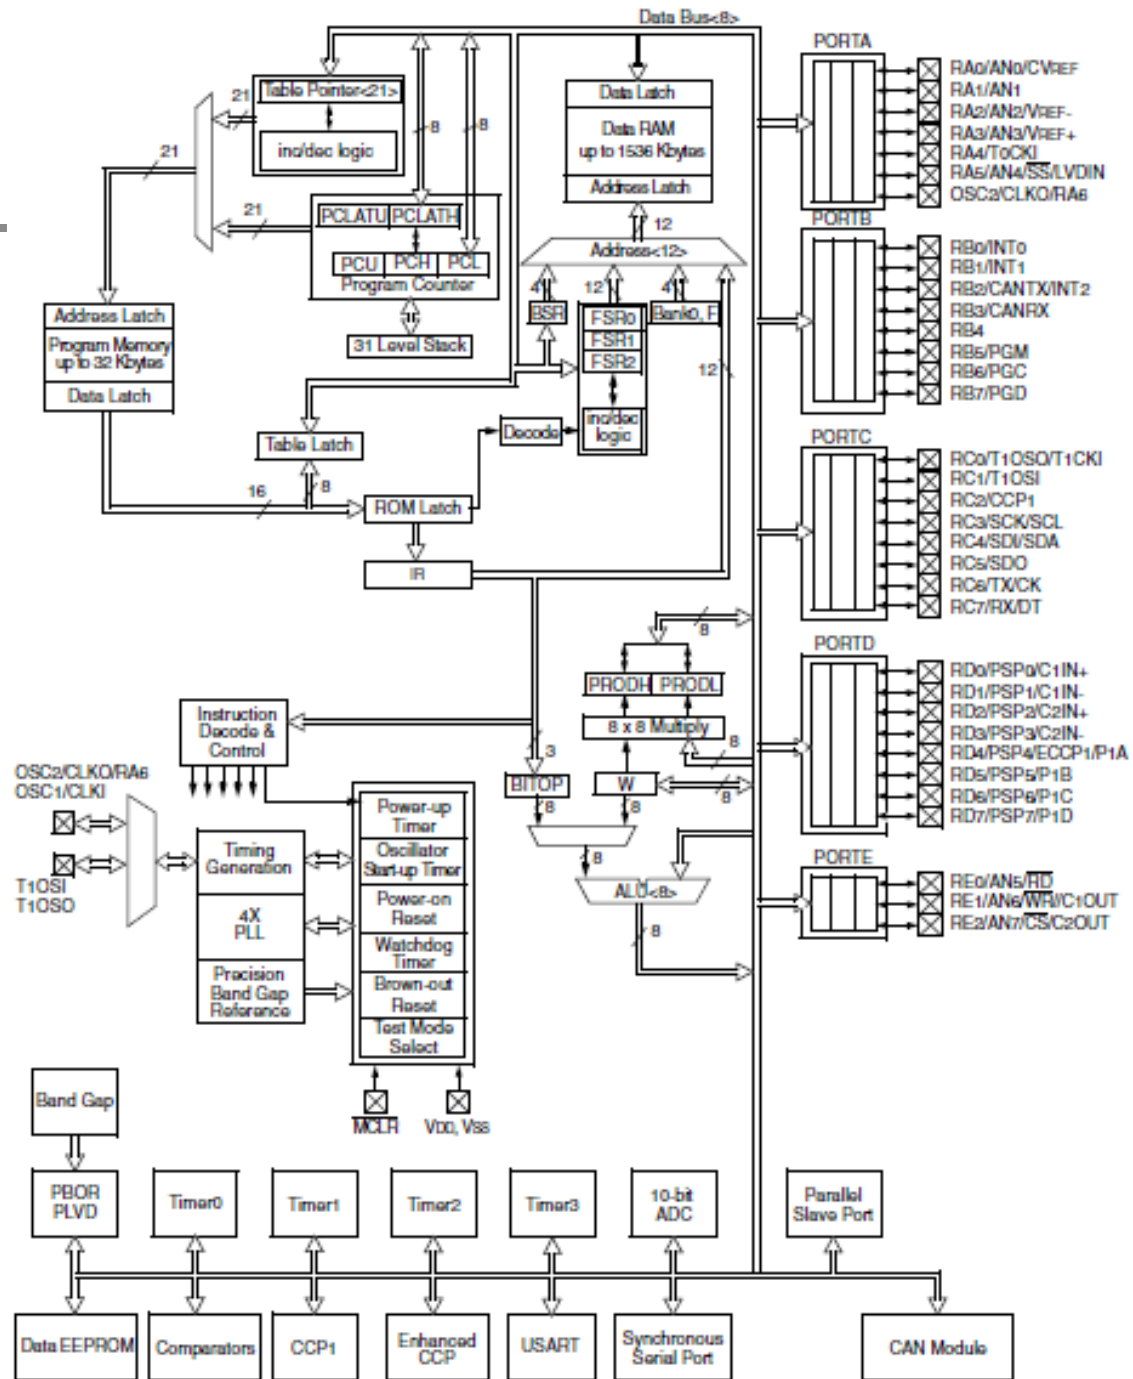 Data Bus<8>
Table Pointer<21>
inc/dec logic
21
21
21
8
8
PCLATU PCLATH
PCU PCH PCL
Program Counter
31 Level Stack
Data Latch
Data RAM
up to 1536 Kbytes
Address Latch
12
Address<12>
4
12
4
BSR
FSR0
FSR1
FSR2
Bank0, F
inc/dec
logic
12
Address Latch
Program Memory
up to 32 Kbytes
Data Latch
Table Latch
Decode
16
8
ROM Latch
IR
8
PRODH PRODL
8 x 8 Multiply
3
8
BITOP
W
8
8
8
8
ALU<8>
8
Instruction
Decode &
Control
OSC2/CLKO/RA6
OSC1/CLKI
T1OSI
T1OSO
Timing
Generation
4X
PLL
Precision
Band Gap
Reference
Power-up
Timer
Oscillator
Start-up Timer
Power-on
Reset
Watchdog
Timer
Brown-out
Reset
Test Mode
Select
MCLR
VDD, VSS
PORTA
RA0/AN0/CVREF
RA1/AN1
RA2/AN2/VREF-
RA3/AN3/VREF+
RA4/T0CKI
RA5/AN4/SS/LVDIN
OSC2/CLKO/RA6
PORTB
RB0/INT0
RB1/INT1
RB2/CANTX/INT2
RB3/CANRX
RB4
RB5/PGM
RB6/PGC
RB7/PGD
PORTC
RC0/T1OSO/T1CKI
RC1/T1OSI
RC2/CCP1
RC3/SCK/SCL
RC4/SDI/SDA
RC5/SDO
RC6/TX/CK
RC7/RX/DT
PORTD
RD0/PSP0/C1IN+
RD1/PSP1/C1IN-
RD2/PSP2/C2IN+
RD3/PSP3/C2IN-
RD4/PSP4/ECCP1/P1A
RD5/PSP5/P1B
RD6/PSP6/P1C
RD7/PSP7/P1D
PORTE
RE0/AN5/RD
RE1/AN6/WR//C1OUT
RE2/AN7/CS/C2OUT
Band Gap
PBOR
PLVD
Timer0
Timer1
Timer2
Timer3
10-bit
ADC
Parallel
Slave Port
Data EEPROM
Comparators
CCP1
Enhanced
CCP
USART
Synchronous
Serial Port
CAN Module